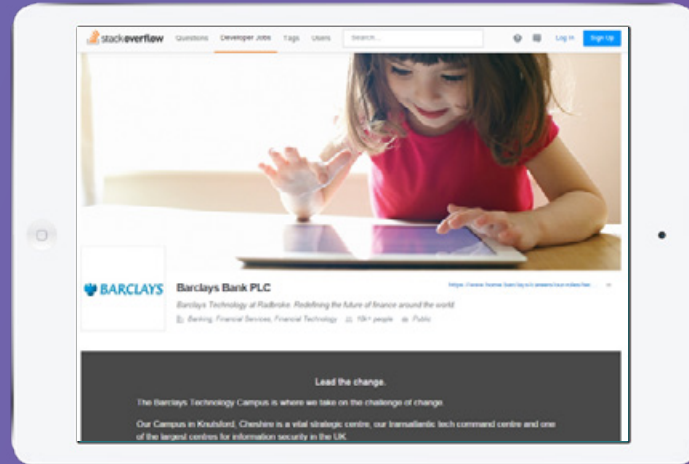 stackoverflow Questions Developer Jobs Tags Users Search... Log In Sign Up
BARCLAYS
Barclays Bank PLC
Barclays Technology at Radbroke: Redefining the future of finance around the world.
Banking, Financial Services, Financial Technology 10k+ people Public
Lead the change.
The Barclays Technology Campus is where we take on the challenge of change.
Our Campus in Knutsford, Cheshire is a vital strategic centre, our transatlantic tech command centre and one
of the largest centres for information security in the UK